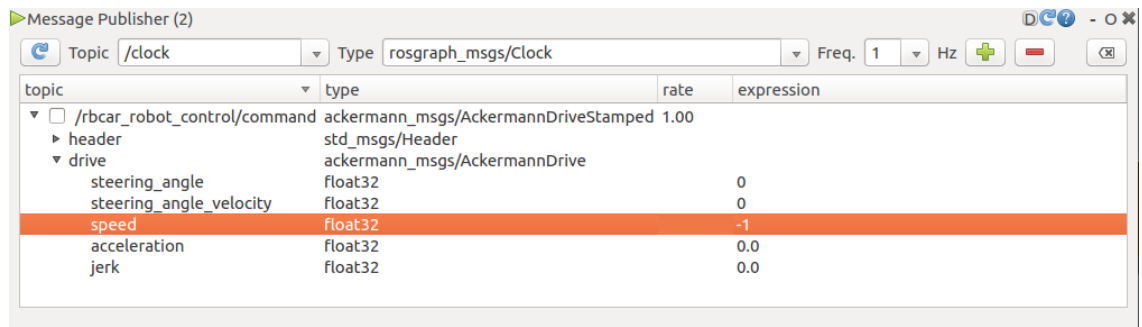 Message Publisher (2) D - O
Topic /clock Type rosgraph_msgs/Clock Freq. 1 Hz
topic type rate expression
/rbcar_robot_control/command ackermann_msgs/AckermannDriveStamped 1.00
header std_msgs/Header
drive ackermann_msgs/AckermannDrive
steering_angle float32 0
steering_angle_velocity float32 0
speed float32 -1
acceleration float32 0.0
jerk float32 0.0